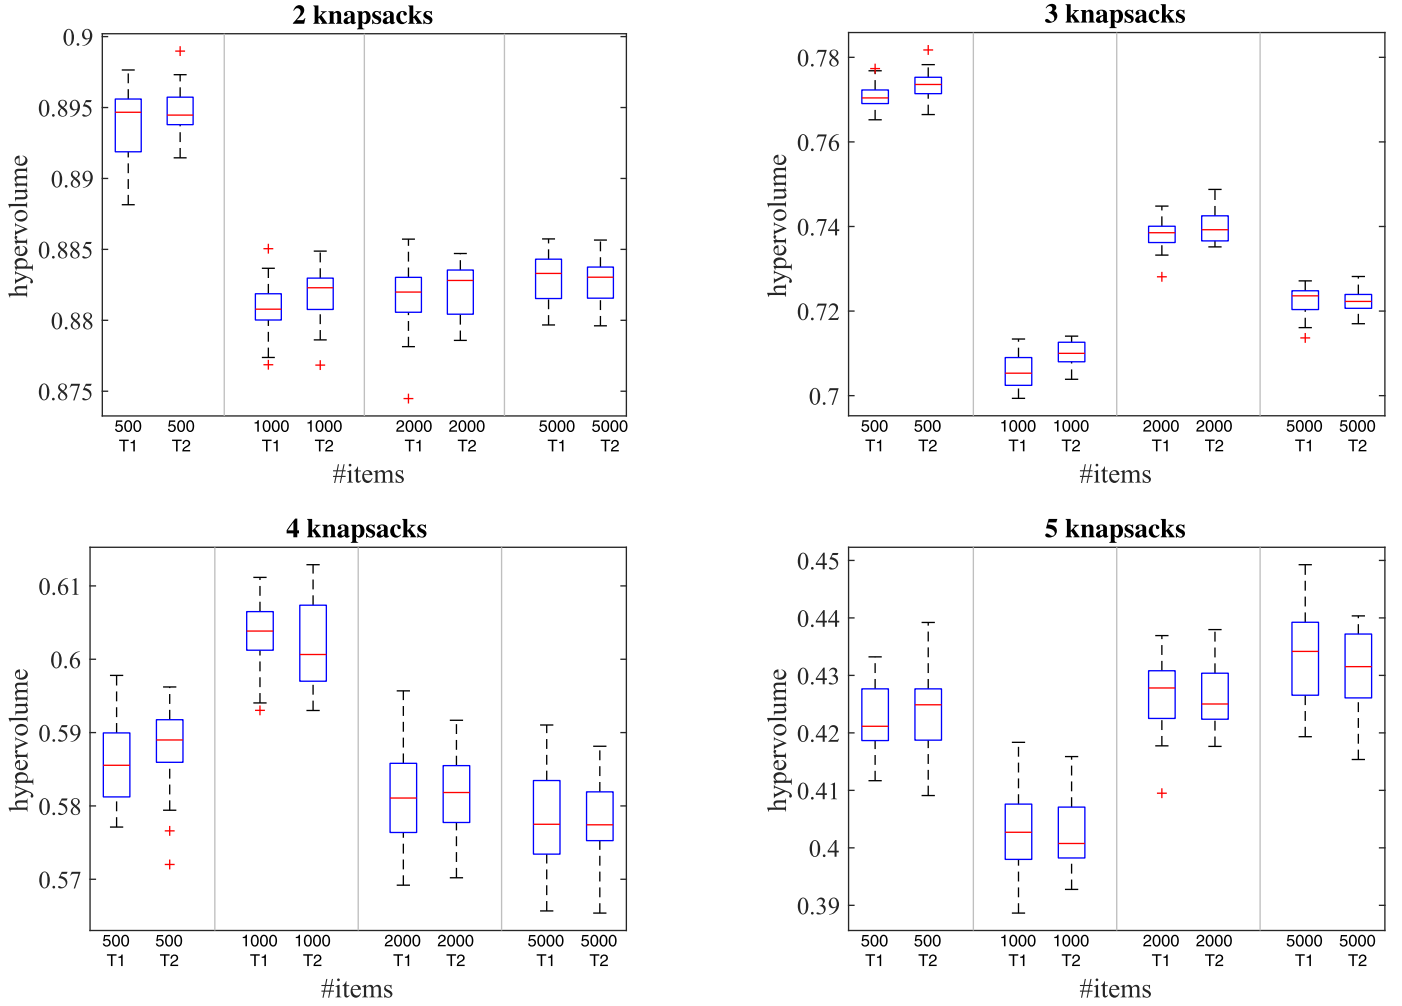 2 knapsacks
hypervolume
0.9
0.895
0.89
0.885
0.88
0.875
500 500 1000 1000 2000 2000 5000 5000
T1 T2 T1 T2 T1 T2 T1 T2
#items
3 knapsacks
hypervolume
0.78
0.76
0.74
0.72
0.7
500 500 1000 1000 2000 2000 5000 5000
T1 T2 T1 T2 T1 T2 T1 T2
#items
4 knapsacks
hypervolume
0.61
0.6
0.59
0.58
0.57
500 500 1000 1000 2000 2000 5000 5000
T1 T2 T1 T2 T1 T2 T1 T2
#items
5 knapsacks
hypervolume
0.45
0.44
0.43
0.42
0.41
0.4
0.39
500 500 1000 1000 2000 2000 5000 5000
T1 T2 T1 T2 T1 T2 T1 T2
#items